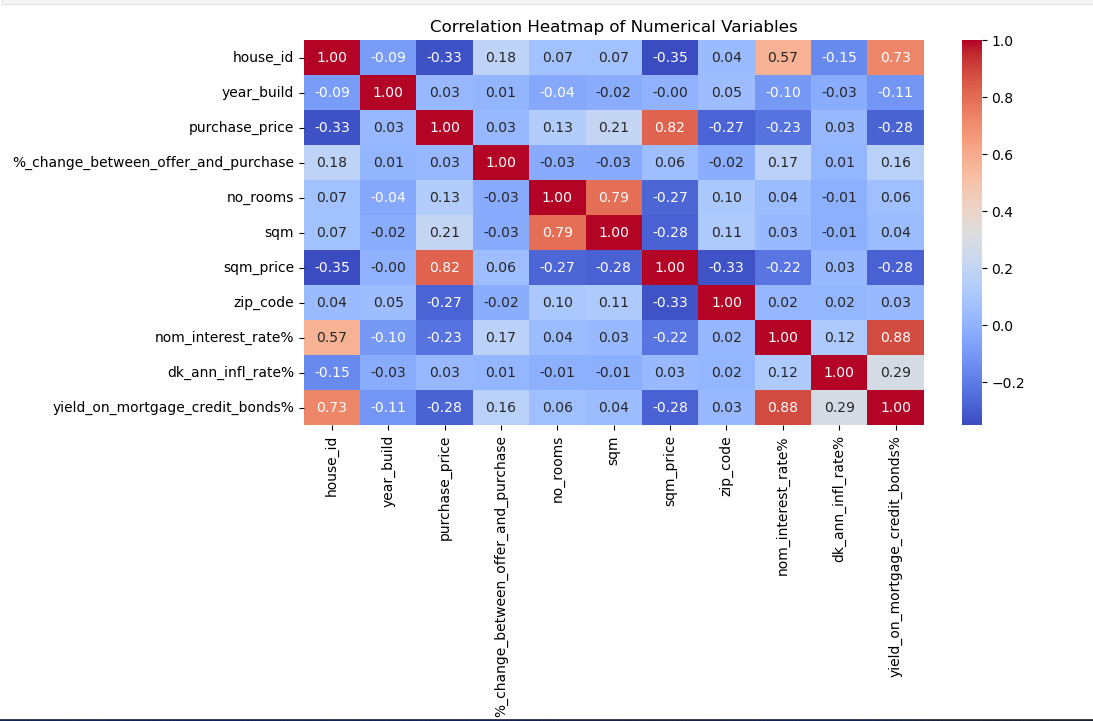 Correlation Heatmap of Numerical Variables
house_id 1.00 -0.09 -0.33 0.18 0.07 0.07 -0.35 0.04 0.57 -0.15 0.73
year_build -0.09 1.00 0.03 0.01 -0.04 -0.02 -0.00 0.05 -0.10 -0.03 -0.11
purchase_price -0.33 0.03 1.00 0.03 0.13 0.21 0.82 -0.27 -0.23 0.03 -0.28
%_change_between_offer_and_purchase 0.18 0.01 0.03 1.00 -0.03 -0.03 0.06 -0.02 0.17 0.01 0.16
no_rooms 0.07 -0.04 0.13 -0.03 1.00 0.79 -0.27 0.10 0.04 -0.01 0.06
sqm 0.07 -0.02 0.21 -0.03 0.79 1.00 -0.28 0.11 0.03 -0.01 0.04
sqm_price -0.35 -0.00 0.82 0.06 -0.27 -0.28 1.00 -0.33 -0.22 0.03 -0.28
zip_code 0.04 0.05 -0.27 -0.02 0.10 0.11 -0.33 1.00 0.02 0.02 0.03
nom_interest_rate% 0.57 -0.10 -0.23 0.17 0.04 0.03 -0.22 0.02 1.00 0.12 0.88
dk_ann_infl_rate% -0.15 -0.03 0.03 0.01 -0.01 -0.01 0.03 0.02 0.12 1.00 0.29
yield_on_mortgage_credit_bonds% 0.73 -0.11 -0.28 0.16 0.06 0.04 -0.28 0.03 0.88 0.29 1.00
house_id
year_build
purchase_price
%_change_between_offer_and_purchase
no_rooms
sqm
sqm_price
zip_code
nom_interest_rate%
dk_ann_infl_rate%
yield_on_mortgage_credit_bonds%
1.0
0.8
0.6
0.4
0.2
0.0
−0.2